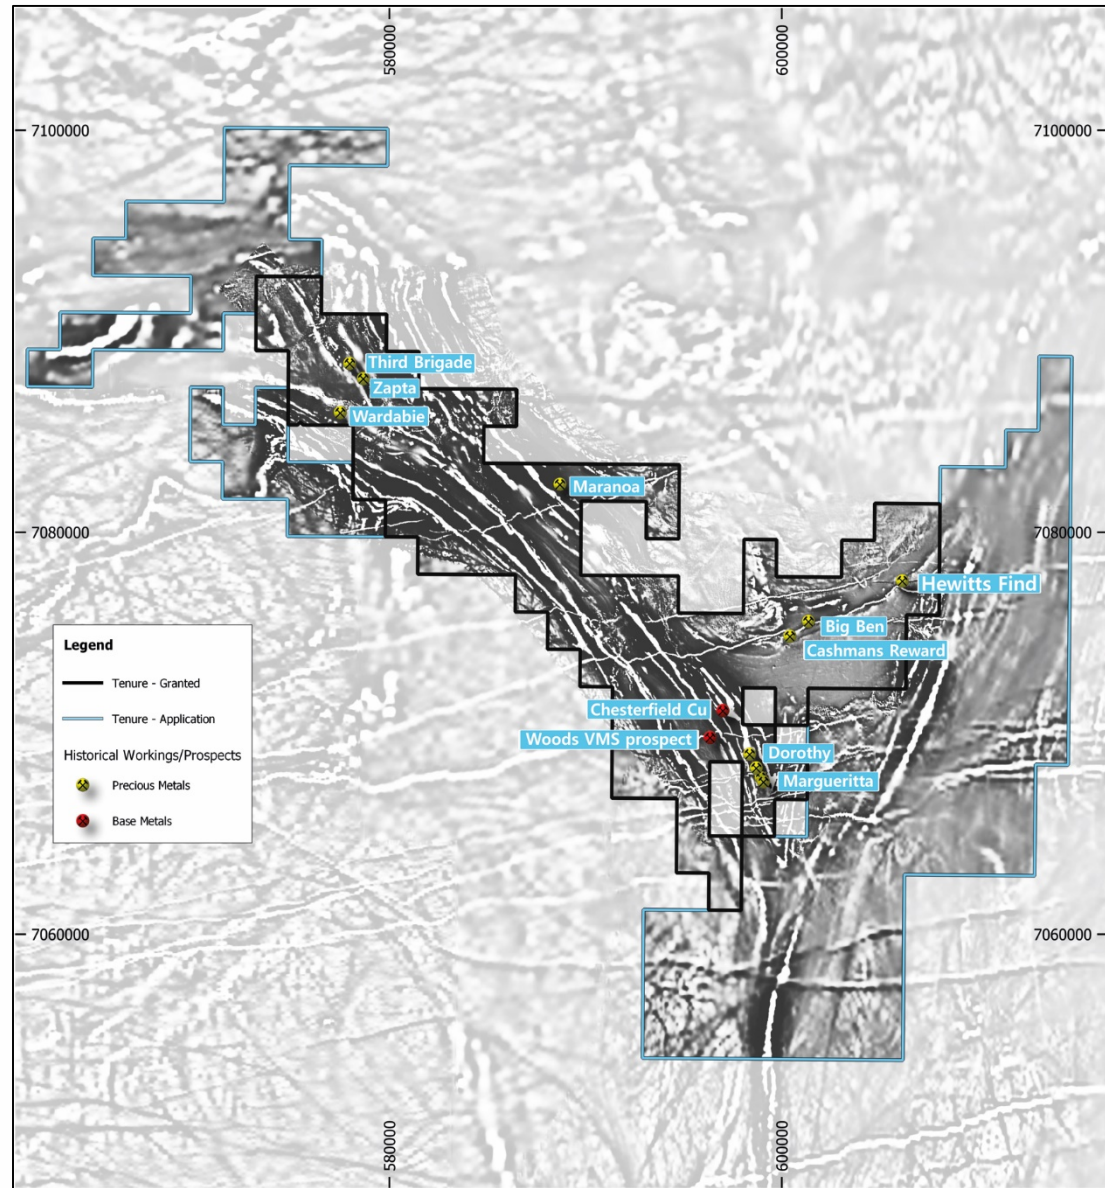 580000
600000
7100000
7100000
Third Brigade
Zapta
Wardabie
Maranoa
7080000
7080000
Hewitts Find
Big Ben
Cashmans Reward
Legend
Tenure - Granted
Tenure - Application
Historical Workings/Prospects
Precious Metals
Base Metals
Chesterfield Cu
Woods VMS prospect
Dorothy
Margueritta
7060000
7060000
580000
600000